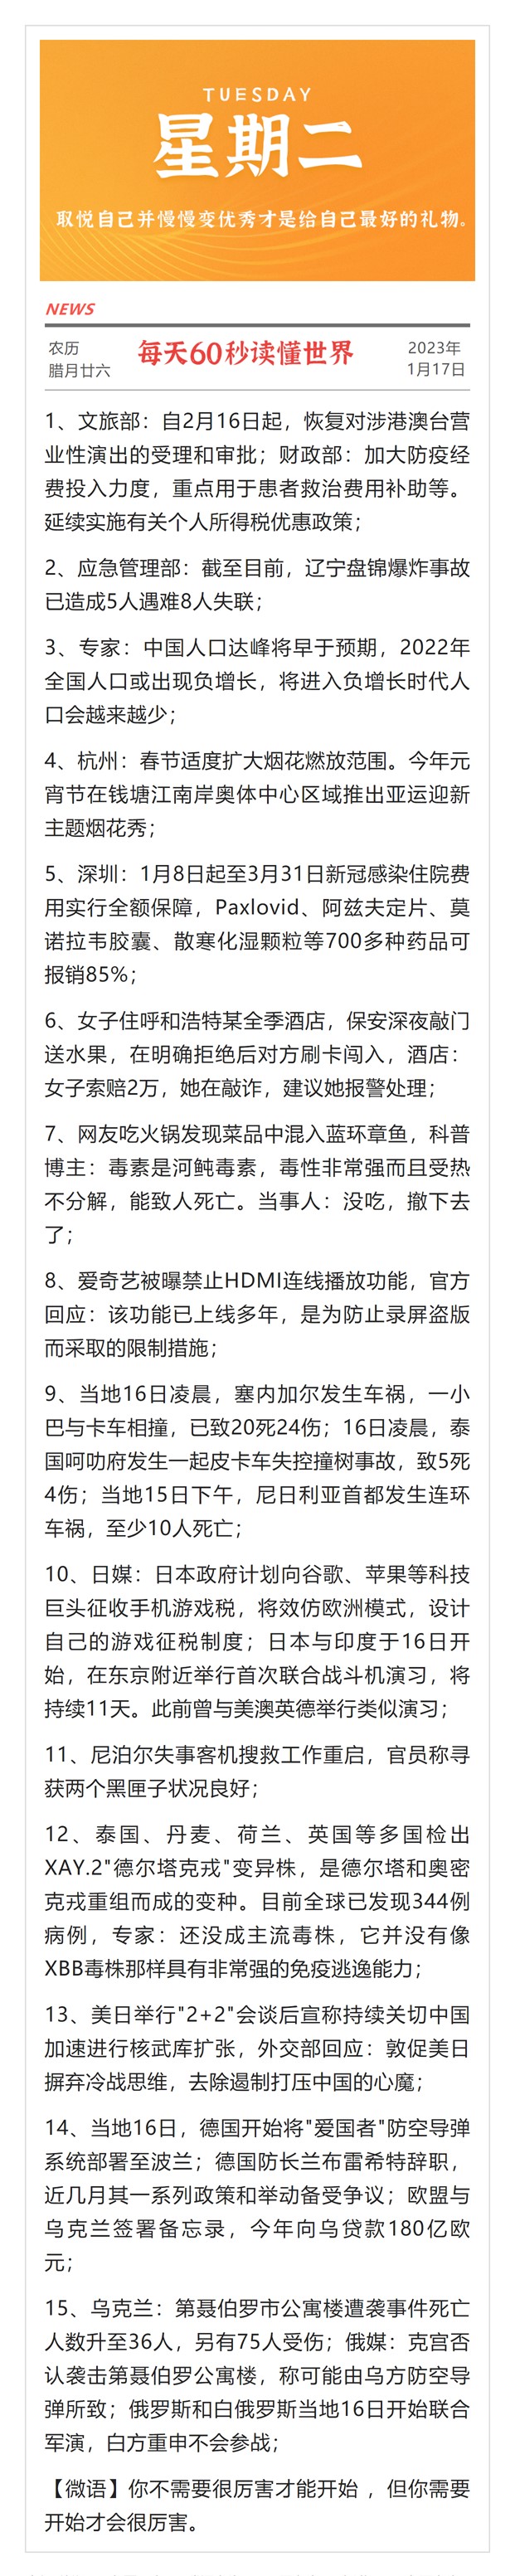 TUESDAY
星期二
取悦自己并慢慢变优秀才是给自己最好的礼物。
NEWS
农历
腊月廿六
每天60秒读懂世界
2023年
1月17日
1、文旅部：自2月16日起，恢复对涉港澳台营
业性演出的受理和审批；财政部：加大防疫经
费投入力度，重点用于患者救治费用补助等。
延续实施有关个人所得税优惠政策；
2、应急管理部：截至目前，辽宁盘锦爆炸事故
已造成5人遇难8人失联；
3、专家：中国人口达峰将早于预期，2022年
全国人口或出现负增长，将进入负增长时代人
口会越来越少；
4、杭州：春节适度扩大烟花燃放范围。今年元
宵节在钱塘江南岸奥体中心区域推出亚运迎新
主题烟花秀；
5、深圳：1月8日起至3月31日新冠感染住院费
用实行全额保障，Paxlovid、阿兹夫定片、莫
诺拉韦胶囊、散寒化湿颗粒等700多种药品可
报销85%；
6、女子住呼和浩特某全季酒店，保安深夜敲门
送水果，在明确拒绝后对方刷卡闯入，酒店：
女子索赔2万，她在敲诈，建议她报警处理；
7、网友吃火锅发现菜品中混入蓝环章鱼，科普
博主：毒素是河鲀毒素，毒性非常强而且受热
不分解，能致人死亡。当事人：没吃，撤下去
了；
8、爱奇艺被曝禁止HDMI连线播放功能，官方
回应：该功能已上线多年，是为防止录屏盗版
而采取的限制措施；
9、当地16日凌晨，塞内加尔发生车祸，一小
巴与卡车相撞，已致20死24伤；16日凌晨，泰
国呵叻府发生一起皮卡车失控撞树事故，致5死
4伤；当地15日下午，尼日利亚首都发生连环
车祸，至少10人死亡；
10、日媒：日本政府计划向谷歌、苹果等科技
巨头征收手机游戏税，将效仿欧洲模式，设计
自己的游戏征税制度；日本与印度于16日开
始，在东京附近举行首次联合战斗机演习，将
持续11天。此前曾与美澳英德举行类似演习；
11、尼泊尔失事客机搜救工作重启，官员称寻
获两个黑匣子状况良好；
12、泰国、丹麦、荷兰、英国等多国检出
XAY.2"德尔塔克戎"变异株，是德尔塔和奥密
克戎重组而成的变种。目前全球已发现344例
病例，专家：还没成主流毒株，它并没有像
XBB毒株那样具有非常强的免疫逃逸能力；
13、美日举行"2+2"会谈后宣称持续关切中国
加速进行核武库扩张，外交部回应：敦促美日
摒弃冷战思维，去除遏制打压中国的心魔；
14、当地16日，德国开始将"爱国者"防空导弹
系统部署至波兰；德国防长兰布雷希特辞职，
近几月其一系列政策和举动备受争议；欧盟与
乌克兰签署备忘录，今年向乌贷款180亿欧
元；
15、乌克兰：第聂伯罗市公寓楼遭袭事件死亡
人数升至36人，另有75人受伤；俄媒：克宫否
认袭击第聂伯罗公寓楼，称可能由乌方防空导
弹所致；俄罗斯和白俄罗斯当地16日开始联合
军演，白方重申不会参战；
【微语】你不需要很厉害才能开始 ，但你需要
开始才会很厉害。